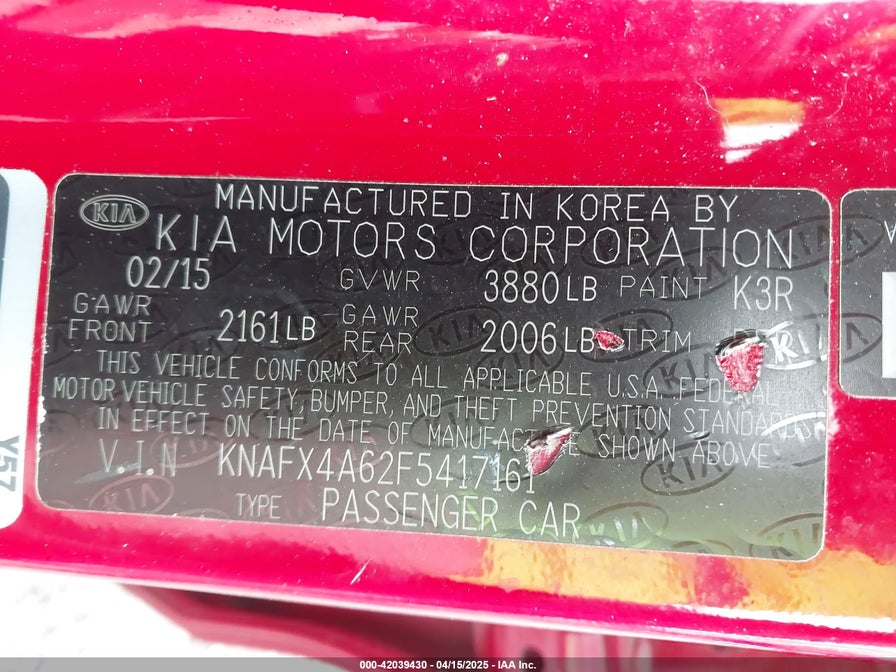 MANUFACTURED IN KOREA BY
KIA KIA MOTORS CORPORATION
02/15 GVWR 3880LB PAINT K3R
GAWR FRONT 2161LB GAWR REAR 2006LB TRIM
THIS VEHICLE CONFORMS TO ALL APPLICABLE U.S.A. FEDERAL
MOTOR VEHICLE SAFETY, BUMPER, AND THEFT PREVENTION STANDARDS
IN EFFECT ON THE DATE OF MANUFACTURE SHOWN ABOVE
V.I.N KNAFX4A62F5417161
TYPE PASSENGER CAR
Y57
000-42039430 - 04/15/2025 - IAA Inc.